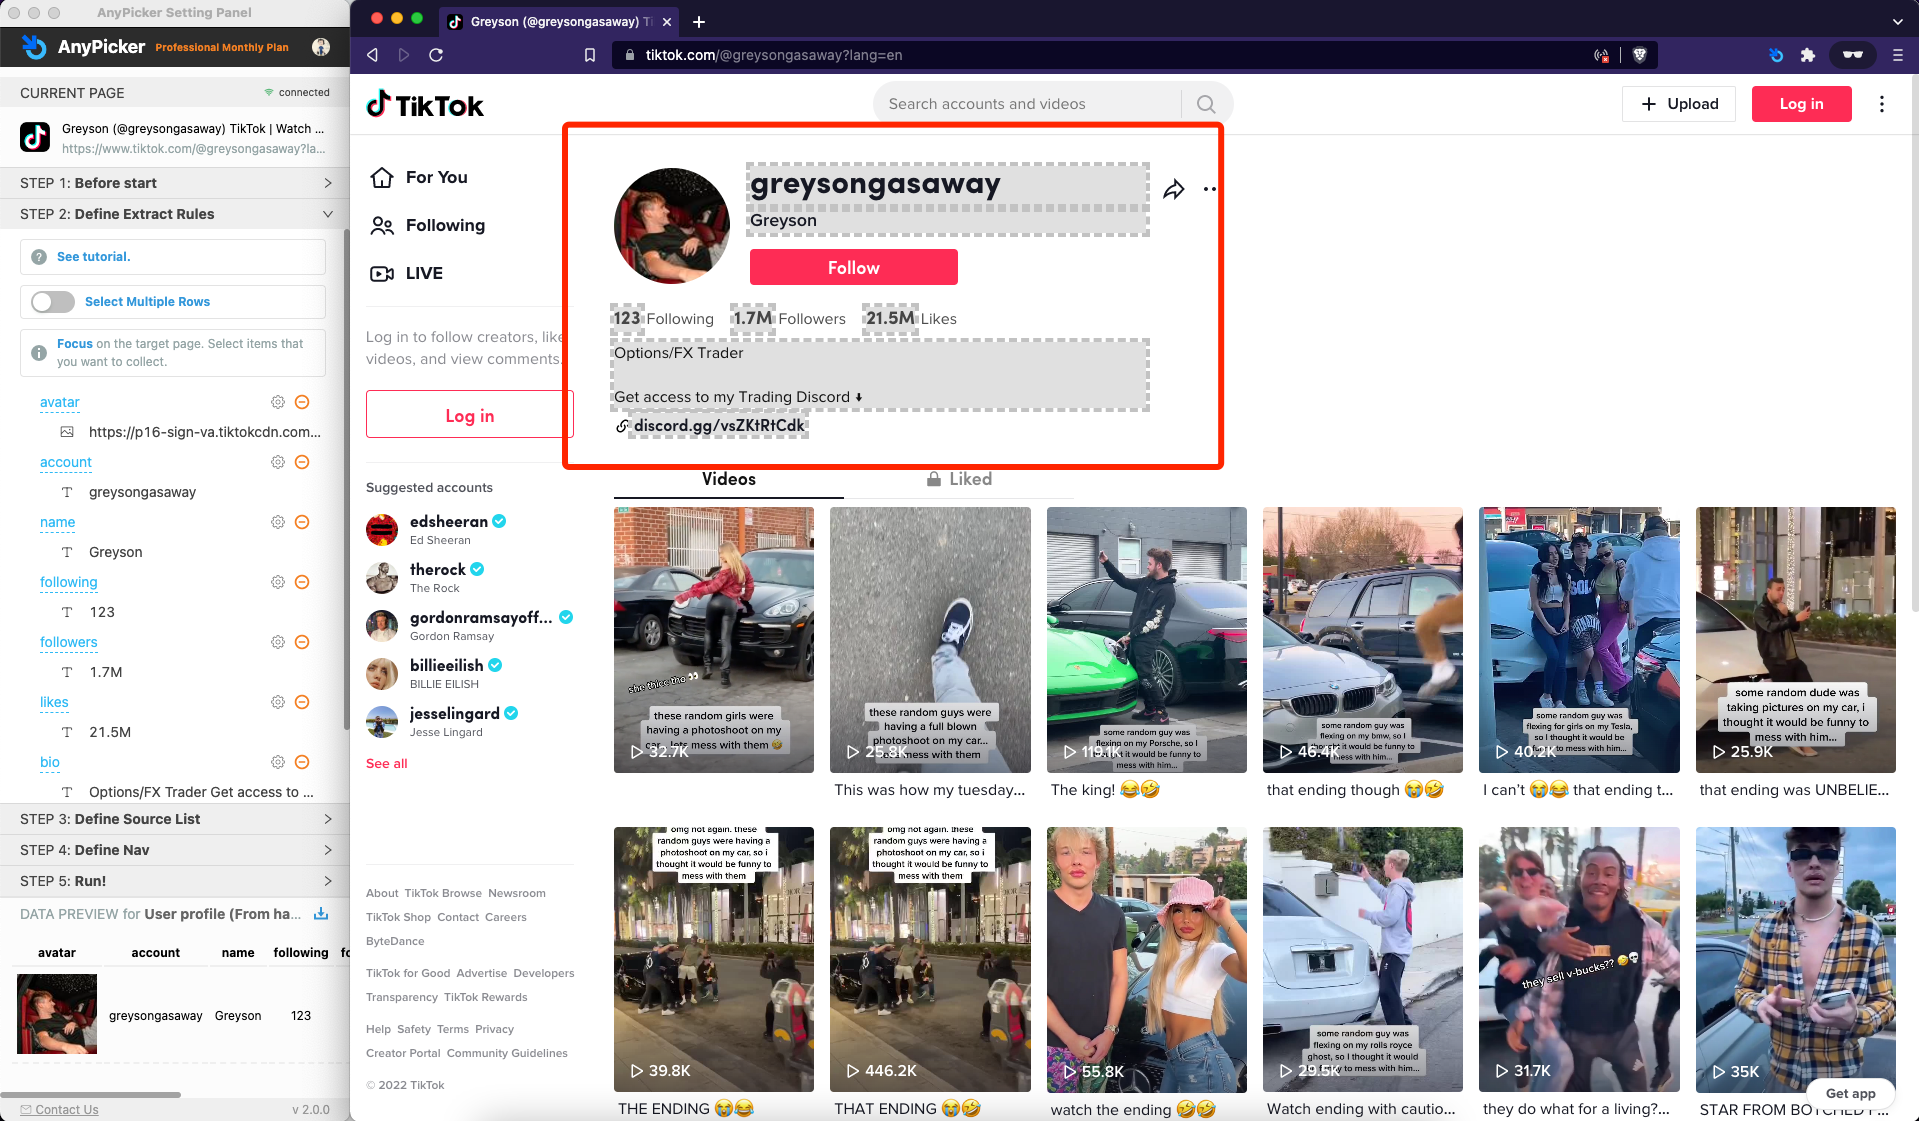 AnyPicker Setting Panel
AnyPicker Professional Monthly Plan
CURRENT PAGE connected
Greyson (@greysongasaway) TikTok | Watch ...
https://www.tiktok.com/@greysongasaway?la...
STEP 1: Before start
STEP 2: Define Extract Rules
See tutorial.
Select Multiple Rows
Focus on the target page. Select items that
you want to collect.
avatar
https://p16-sign-va.tiktokcdn.com...
account
T greysongasaway
name
T Greyson
following
T 123
followers
T 1.7M
likes
T 21.5M
bio
T Options/FX Trader Get access to ...
STEP 3: Define Source List
STEP 4: Define Nav
STEP 5: Run!
DATA PREVIEW for User profile (From ha...
avatar account name following fo
greysongasaway Greyson 123
Contact Us v 2.0.0
Greyson (@greysongasaway) Ti
tiktok.com/@greysongasaway?lang=en
TikTok
Search accounts and videos
Upload
Log in
For You
Following
LIVE
Log in to follow creators, like
videos, and view comments.
Log in
Suggested accounts
edsheeran
Ed Sheeran
therock
The Rock
gordonramsayoff...
Gordon Ramsay
billieeilish
BILLIE EILISH
jesselingard
Jesse Lingard
See all
About TikTok Browse Newsroom
TikTok Shop Contact Careers
ByteDance
TikTok for Good Advertise Developers
Transparency TikTok Rewards
Help Safety Terms Privacy
Creator Portal Community Guidelines
© 2022 TikTok
greysongasaway
Greyson
Follow
123 Following 1.7M Followers 21.5M Likes
Options/FX Trader
Get access to my Trading Discord ⬇
discord.gg/vsZKtRtCdk
Videos
Liked
she thicc tho 👀
these random girls were
having a photoshoot on my
car, lets mess with them 🤣
32.7K
these random guys were
having a full blown
photoshoot on my car...
mess with them
25.8K
This was how my tuesday...
some random guy was
flexing on my Porsche, so I
thought it would be funny to
mess with him...
119.1K
The king! 😂🤣
some random guy was
flexing on my bmw, so I
thought it would be funny to
mess with him...
46.4K
that ending though 😭🤣
some random guy was
flexing for girls on my Tesla,
so I thought it would be
funny to mess with him...
40.2K
I can't 😭😂 that ending t...
some random dude was
taking pictures on my car, i
thought it would be funny to
mess with him...
25.9K
that ending was UNBELIE...
omg not again. these
random guys were having a
photoshoot on my car, so i
thought it would be funny to
mess with them
39.8K
THE ENDING 😭😂
omg not again. these
random guys were having a
photoshoot on my car, so i
thought it would be funny to
mess with them
446.2K
THAT ENDING 😭🤣
55.8K
watch the ending 🤣🤣
some random guy was
flexing on my rolls royce
ghost, so I thought it would
be funny to mess with him...
29.5K
Watch ending with cautio...
they sell v-bucks?? 🤣💀
31.7K
they do what for a living?...
35K
STAR FROM BOTCHED
Get app